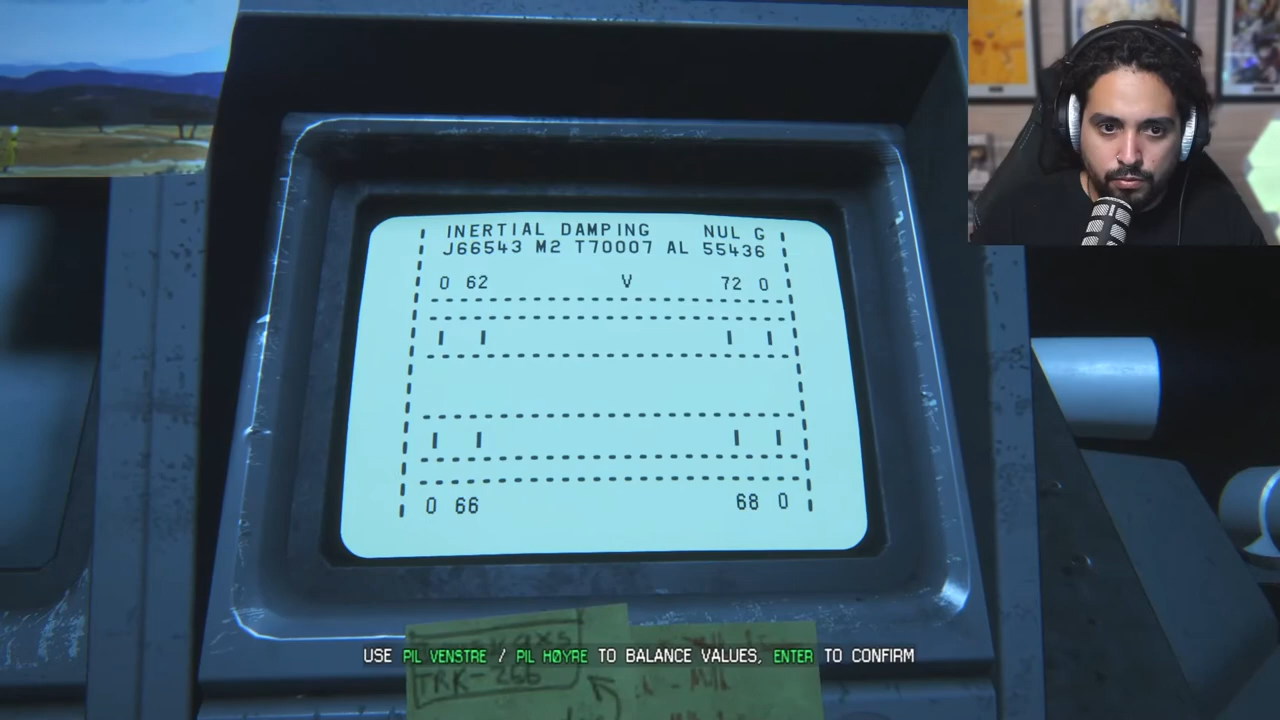 INERTIAL DAMPING NUL G
J66543 M2 T70007 AL 55436
0 62 V 72 0
0 66 68 0
USE PIL VENSTRE / PIL HØYRE TO BALANCE VALUES, ENTER TO CONFIRM
TRK-266